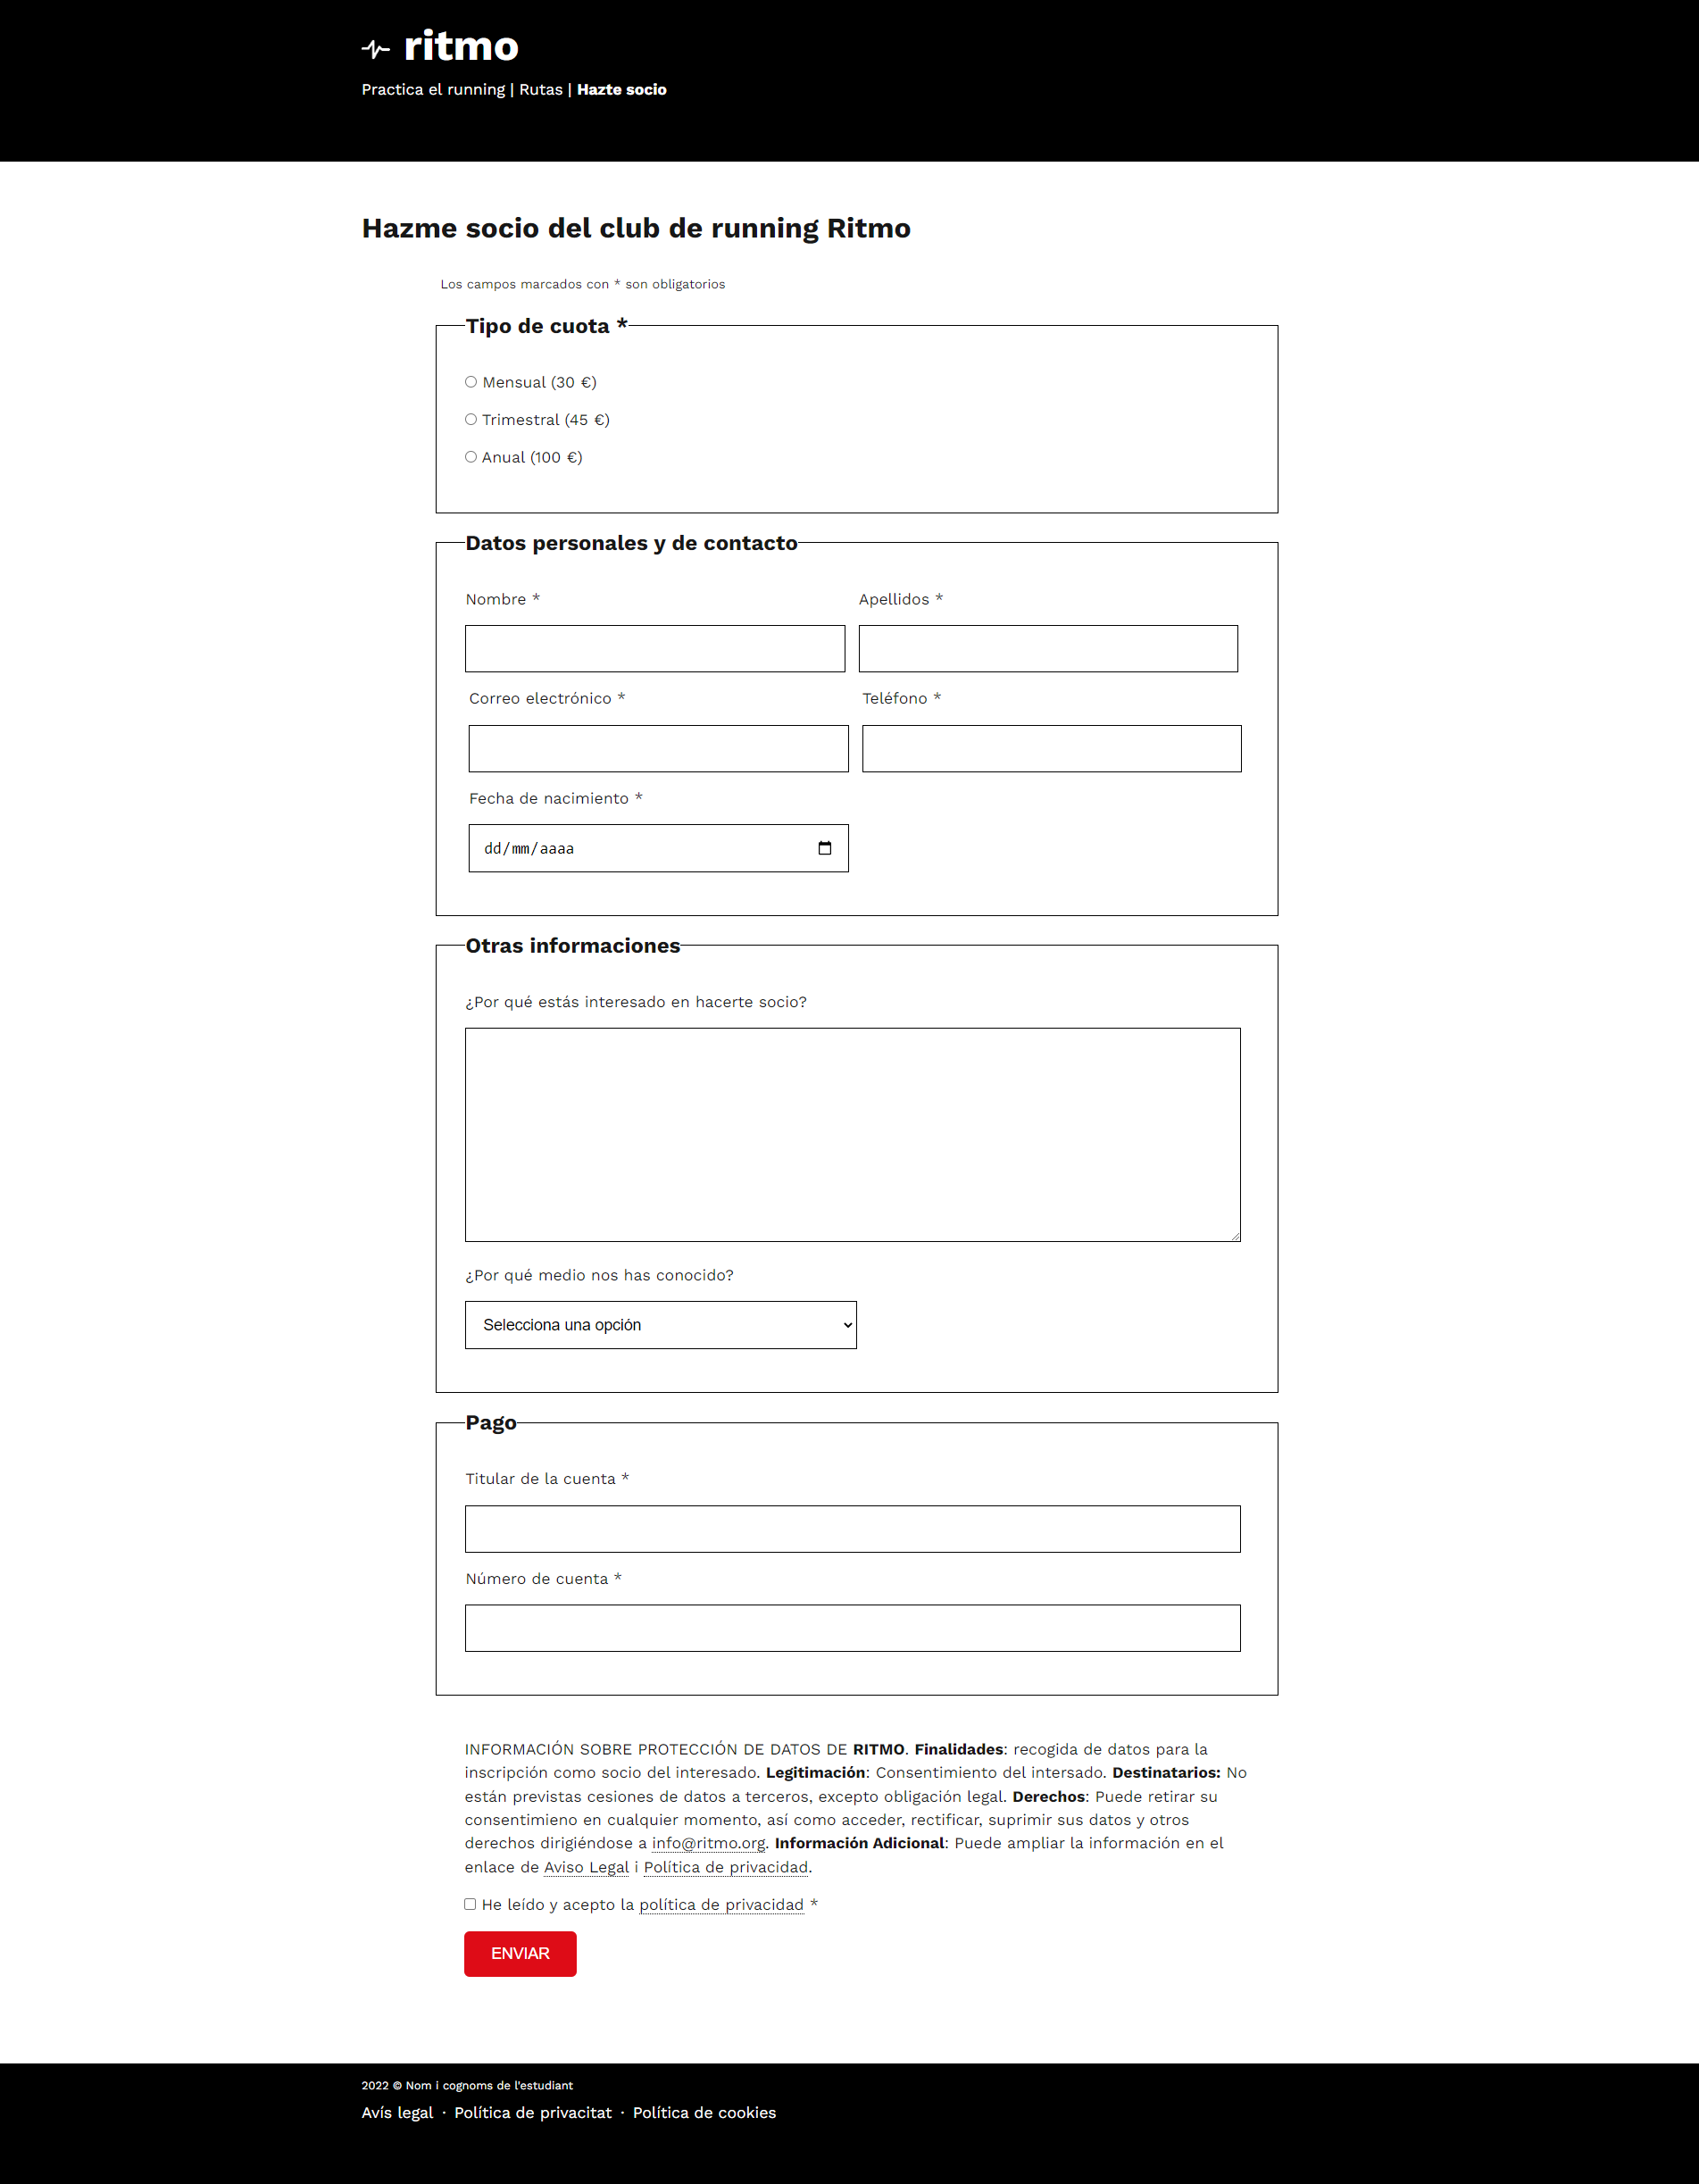 ritmo
Practica el running | Rutas | Hazte socio
Hazme socio del club de running Ritmo
Los campos marcados con * son obligatorios
Tipo de cuota *
Mensual (30 €)
Trimestral (45 €)
Anual (100 €)
Datos personales y de contacto
Nombre * Apellidos *
Correo electrónico * Teléfono *
Fecha de nacimiento *
dd/mm/aaaa
Otras informaciones
¿Por qué estás interesado en hacerte socio?
¿Por qué medio nos has conocido?
Selecciona una opción
Pago
Titular de la cuenta *
Número de cuenta *
INFORMACIÓN SOBRE PROTECCIÓN DE DATOS DE RITMO. Finalidades: recogida de datos para la
inscripción como socio del interesado. Legitimación: Consentimiento del intersado. Destinatarios: No
están previstas cesiones de datos a terceros, excepto obligación legal. Derechos: Puede retirar su
consentimieno en cualquier momento, así como acceder, rectificar, suprimir sus datos y otros
derechos dirigiéndose a info@ritmo.org. Información Adicional: Puede ampliar la información en el
enlace de Aviso Legal i Política de privacidad.
He leído y acepto la política de privacidad *
ENVIAR
2022 © Nom i cognoms de l'estudiant
Avís legal · Política de privacitat · Política de cookies